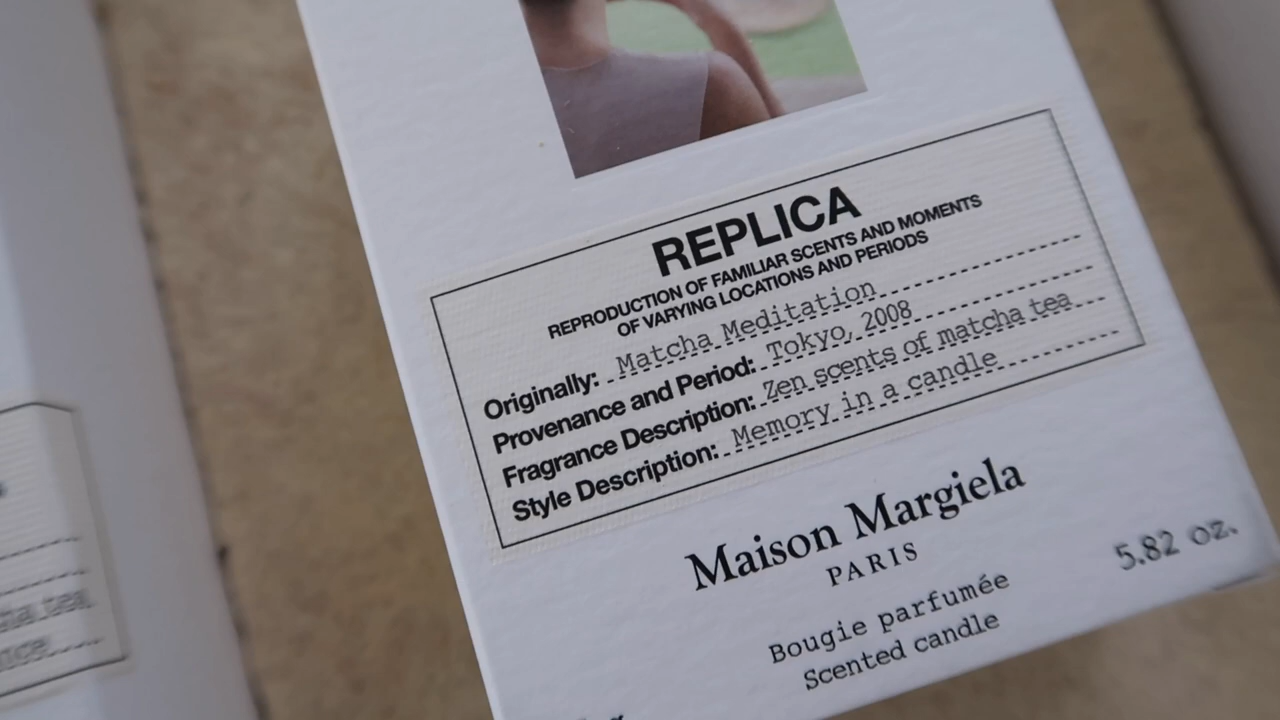 REPLICA
REPRODUCTION OF FAMILIAR SCENTS AND MOMENTS
OF VARYING LOCATIONS AND PERIODS
Originally: Matcha Meditation
Provenance and Period: Tokyo, 2008
Fragrance Description: Zen scents of matcha tea
Style Description: Memory in a candle
Maison Margiela
PARIS
Bougie parfumée
Scented candle
5.82 oz.
tea